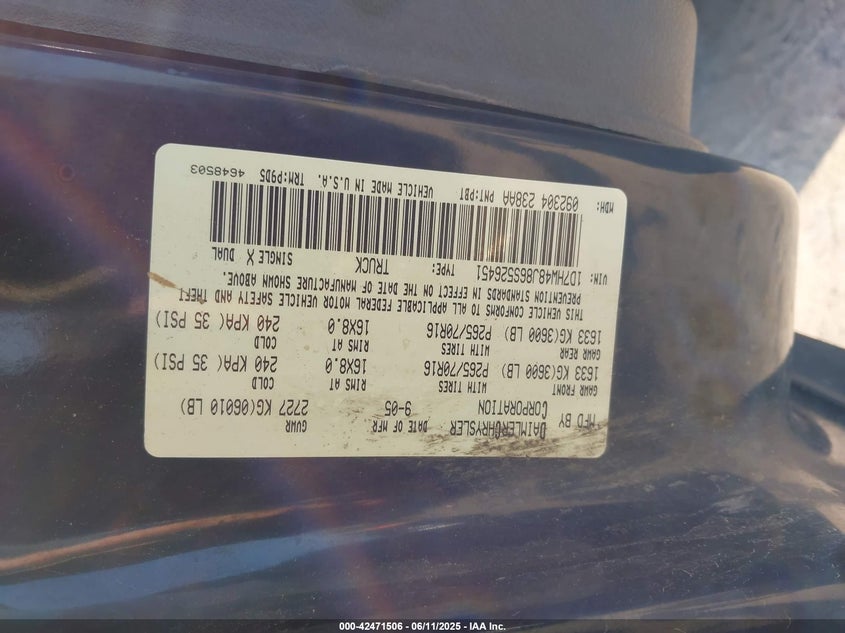 MFD BY DAIMLERCHRYSLER CORPORATION DATE OF MFR 9-05 GVWR 2727 KG(06010 LB)
GAWR FRONT WITH TIRES RIMS AT COLD
1633 KG(3600 LB) P265/70R16 16X8.0 240 KPA(35 PSI)
GAWR REAR WITH TIRES RIMS AT COLD
1633 KG(3600 LB) P265/70R16 16X8.0 240 KPA(35 PSI)
THIS VEHICLE CONFORMS TO ALL APPLICABLE FEDERAL MOTOR VEHICLE SAFETY AND THEFT
PREVENTION STANDARDS IN EFFECT ON THE DATE OF MANUFACTURE SHOWN ABOVE.
VIN: 1D7HW48J86S526451 TYPE: TRUCK SINGLE X DUAL
MDH: 092304 238AA PNT:PBT VEHICLE MADE IN U.S.A. TRM:P9D5 4648503
000-42471506 / 06/11/2025 - IAA Inc.